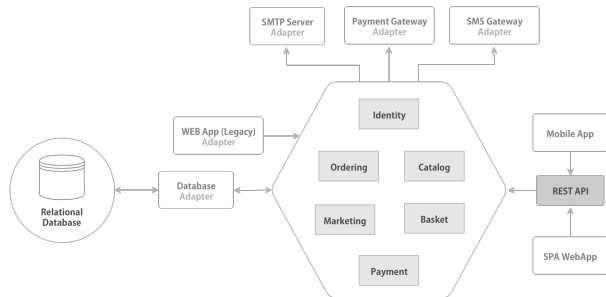 SMTP Server
Adapter
Payment Gateway
Adapter
SMS Gateway
Adapter
Identity
WEB App (Legacy)
Adapter
Mobile App
Ordering
Catalog
Database
Adapter
REST API
Relational
Database
Marketing
Basket
SPA WebApp
Payment